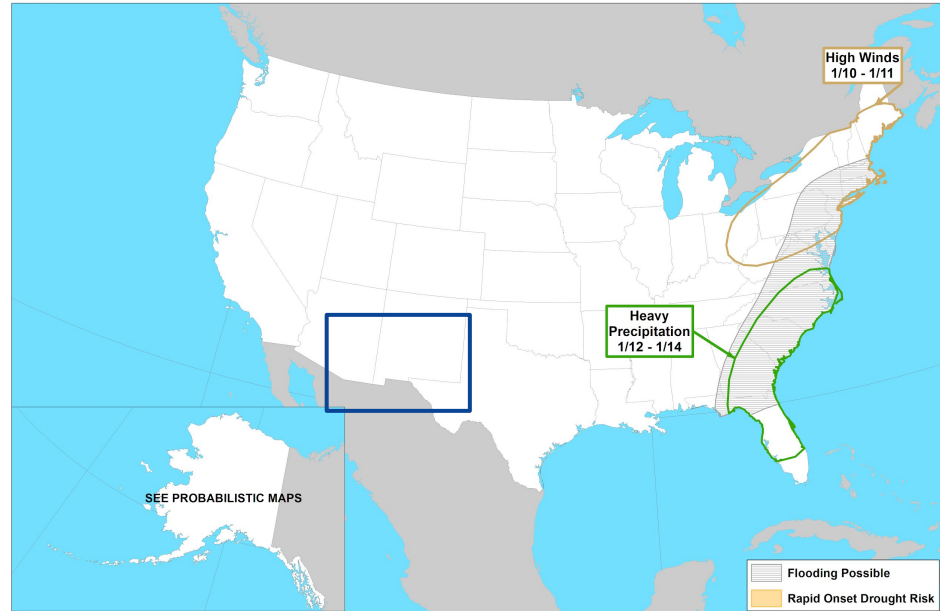 High Winds
1/10 - 1/11
Heavy
Precipitation
1/12 - 1/14
SEE PROBABILISTIC MAPS
Flooding Possible
Rapid Onset Drought Risk